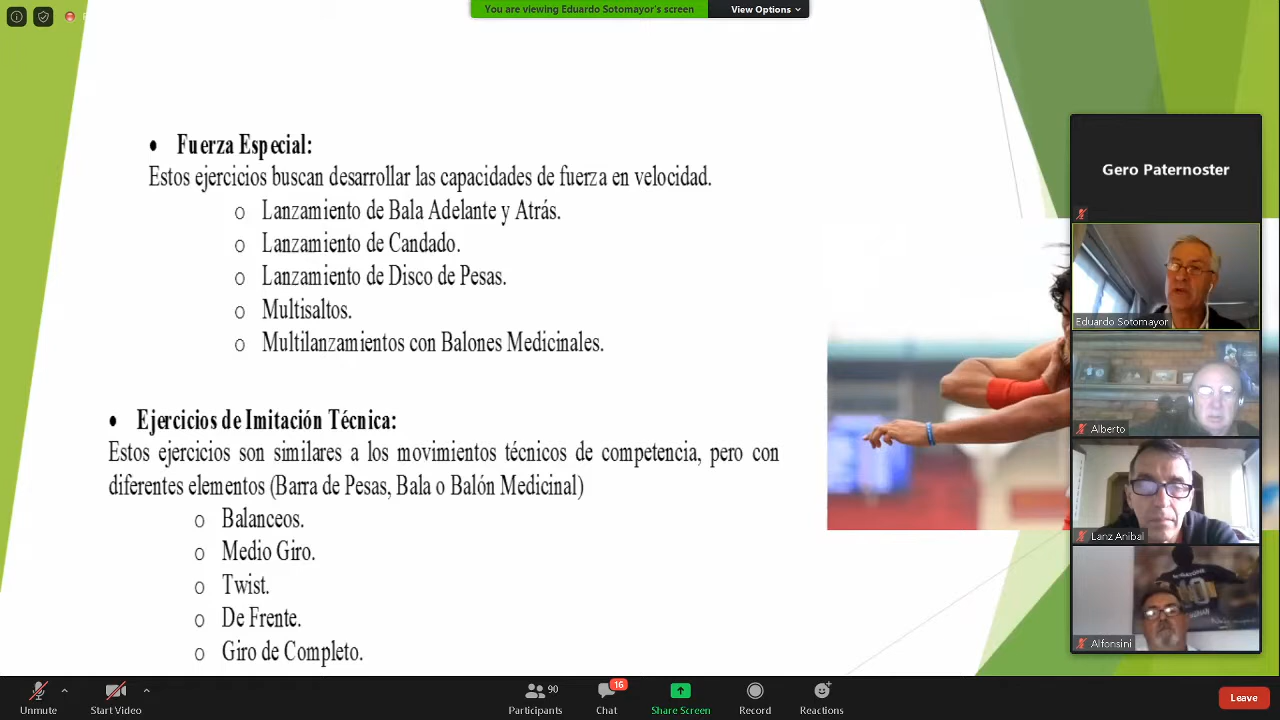 You are viewing Eduardo Sotomayor's screen
View Options
• Fuerza Especial:
Estos ejercicios buscan desarrollar las capacidades de fuerza en velocidad.
o Lanzamiento de Bala Adelante y Atrás.
o Lanzamiento de Candado.
o Lanzamiento de Disco de Pesas.
o Multisaltos.
o Multilanzamientos con Balones Medicinales.
• Ejercicios de Imitación Técnica:
Estos ejercicios son similares a los movimientos técnicos de competencia, pero con
diferentes elementos (Barra de Pesas, Bala o Balón Medicinal)
o Balanceos.
o Medio Giro.
o Twist.
o De Frente.
o Giro de Completo.
Gero Paternoster
Eduardo Sotomayor
Alberto
Lanz Anibal
10
Alfonsini
Unmute
Start Video
90
Participants
16
Chat
Share Screen
Record
Reactions
Leave